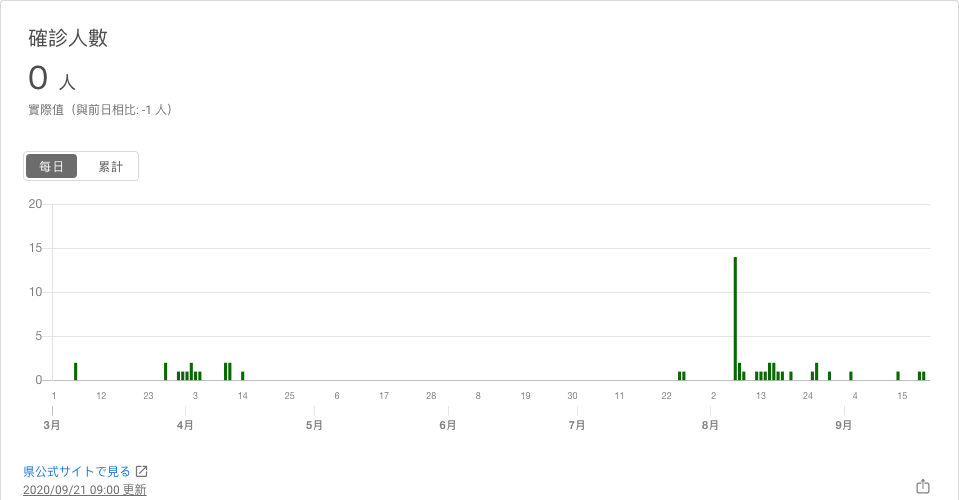 確診人數
0 人
實際值（與前日相比: -1 人）
每日 累計
20
15
10
5
0
1 12 23 3 14 25 6 17 28 8 19 30 11 22 2 13 24 4 15
3月 4月 5月 6月 7月 8月 9月
県公式サイトで見る
2020/09/21 09:00 更新